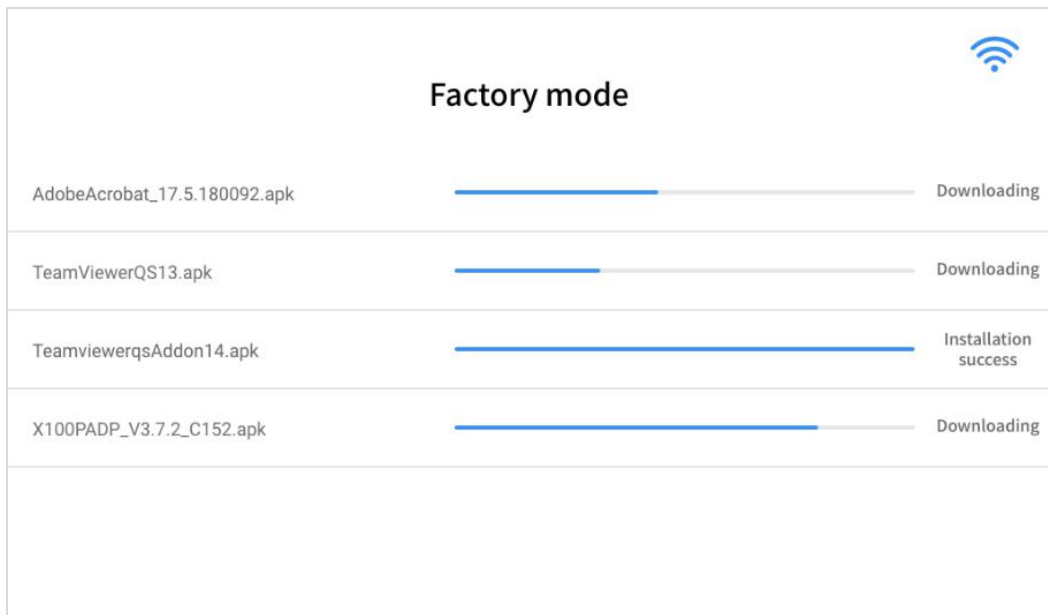 Factory mode
AdobeAcrobat_17.5.180092.apk
Downloading
TeamViewerQS13.apk
Downloading
TeamviewerqsAddon14.apk
Installation
success
X100PADP_V3.7.2_C152.apk
Downloading